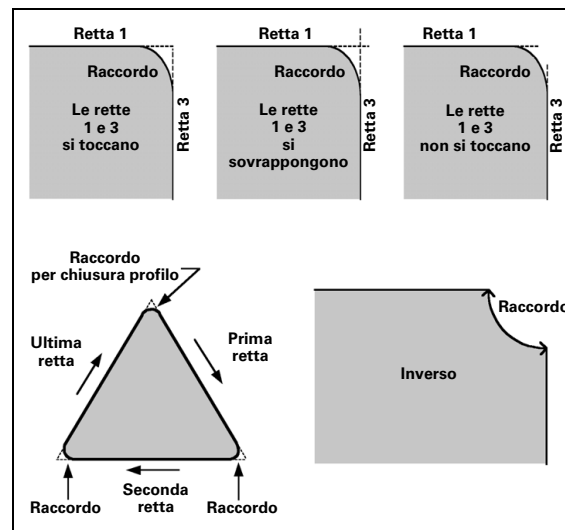 Retta 1
Raccordo
Le rette
1 e 3
si toccano
Retta 3
Retta 1
Raccordo
Le rette
1 e 3
si
sovrappongono
Retta 3
Retta 1
Raccordo
Le rette
1 e 3
non si toccano
Retta 3
Raccordo
per chiusura profilo
Ultima
retta
Prima
retta
Raccordo
Seconda
retta
Raccordo
Raccordo
Inverso